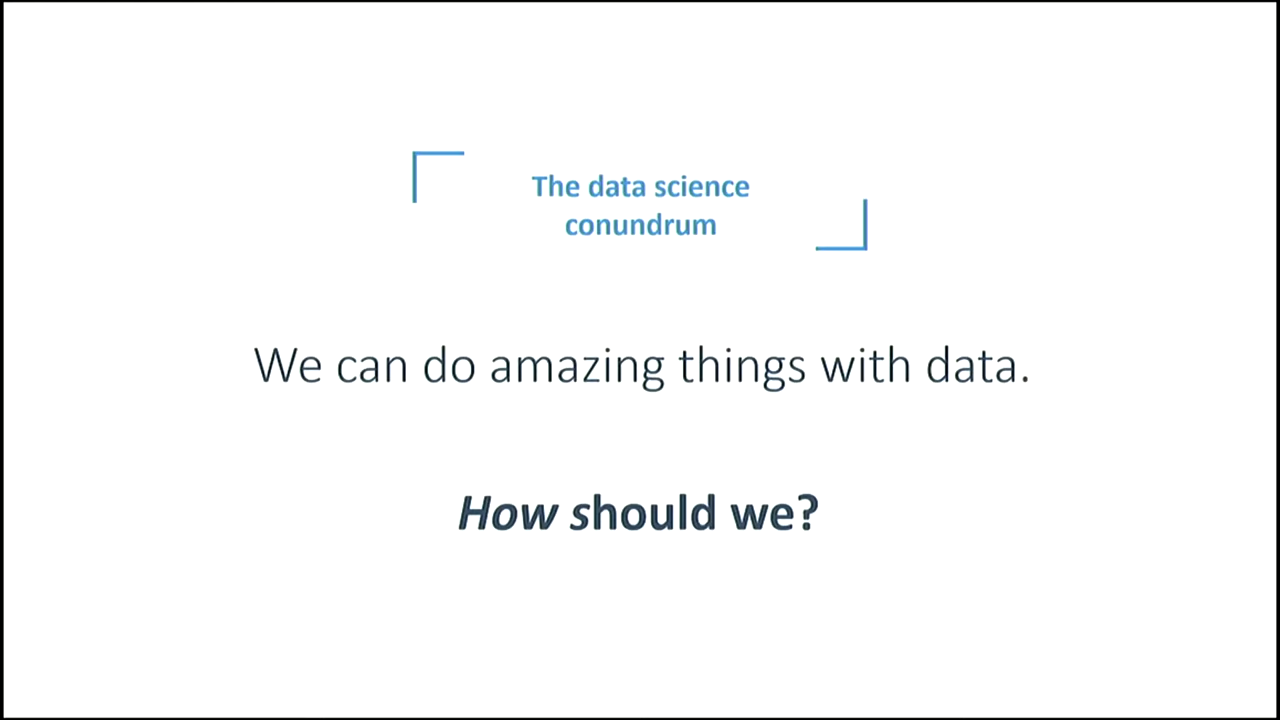 The data science
conundrum
We can do amazing things with data.
How should we?